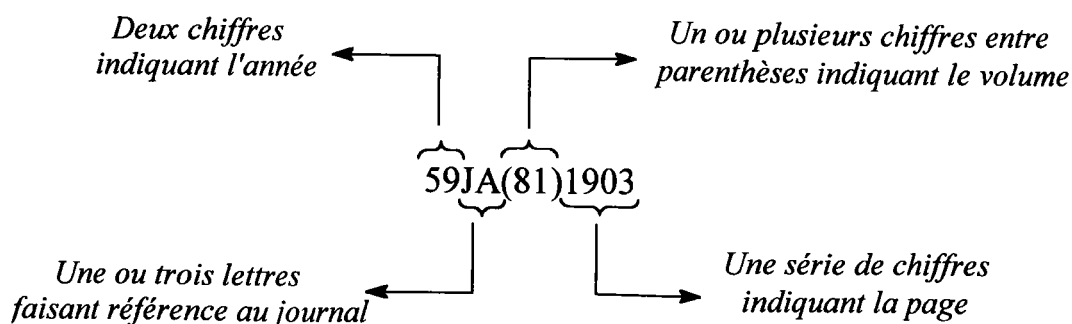 Deux chiffres
indiquant l'année
Un ou plusieurs chiffres entre
parenthèses indiquant le volume
59JA(81)1903
Une ou trois lettres
faisant référence au journal
Une série de chiffres
indiquant la page